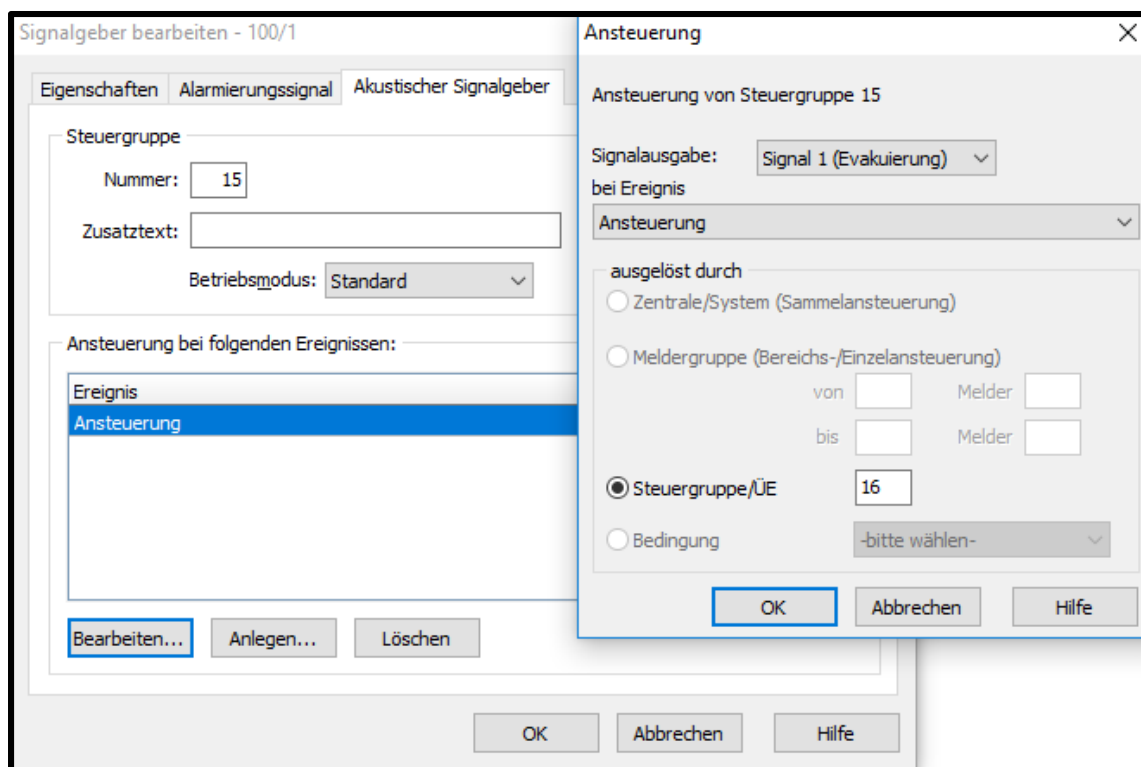 Signalgeber bearbeiten - 100/1
Eigenschaften Alarmierungssignal Akustischer Signalgeber
Steuergruppe
Nummer: 15
Zusatztext:
Betriebsmodus: Standard
Ansteuerung bei folgenden Ereignissen:
Ereignis
Ansteuerung
Bearbeiten... Anlegen... Löschen
OK Abbrechen Hilfe
Ansteuerung
Ansteuerung von Steuergruppe 15
Signalausgabe: Signal 1 (Evakuierung)
bei Ereignis
Ansteuerung
ausgelöst durch
Zentrale/System (Sammelansteuerung)
Meldergruppe (Bereichs-/Einzelansteuerung)
von Melder
bis Melder
Steuergruppe/ÜE 16
Bedingung -bitte wählen-
OK Abbrechen Hilfe